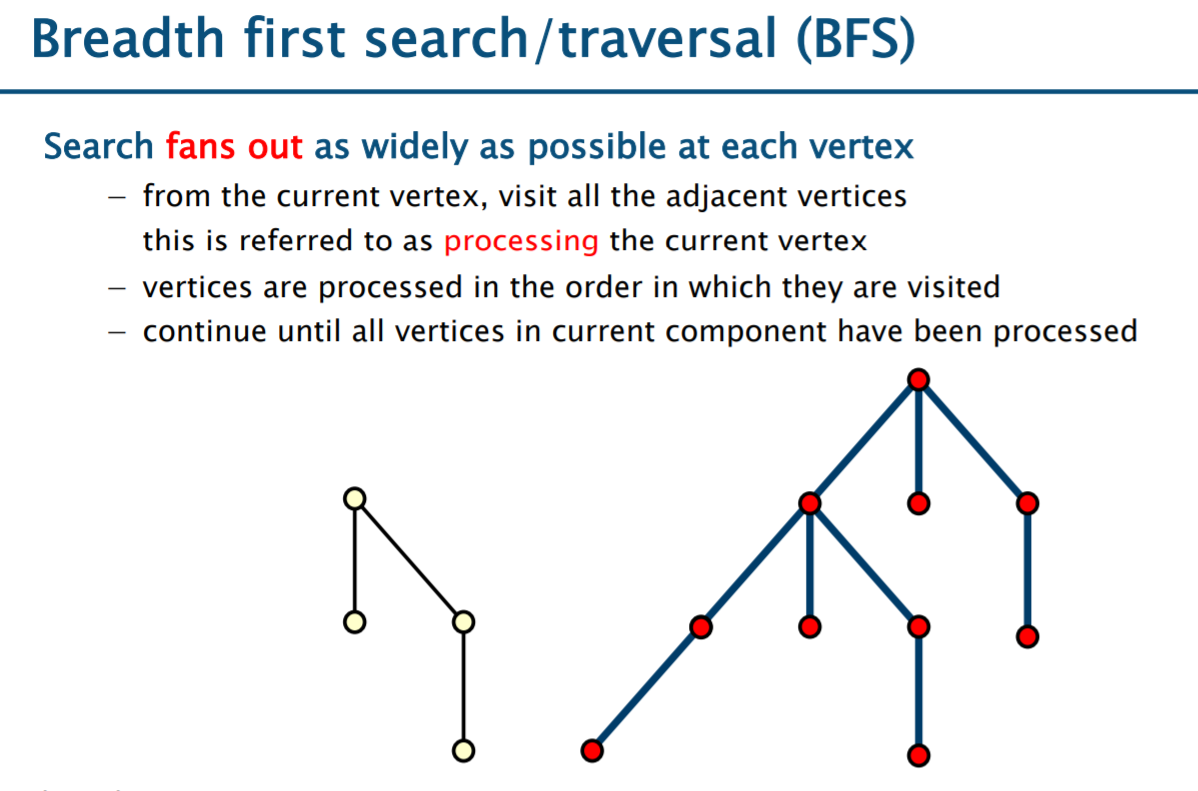 Breadth first search/traversal (BFS)
Search fans out as widely as possible at each vertex
– from the current vertex, visit all the adjacent vertices
this is referred to as processing the current vertex
– vertices are processed in the order in which they are visited
– continue until all vertices in current component have been processed